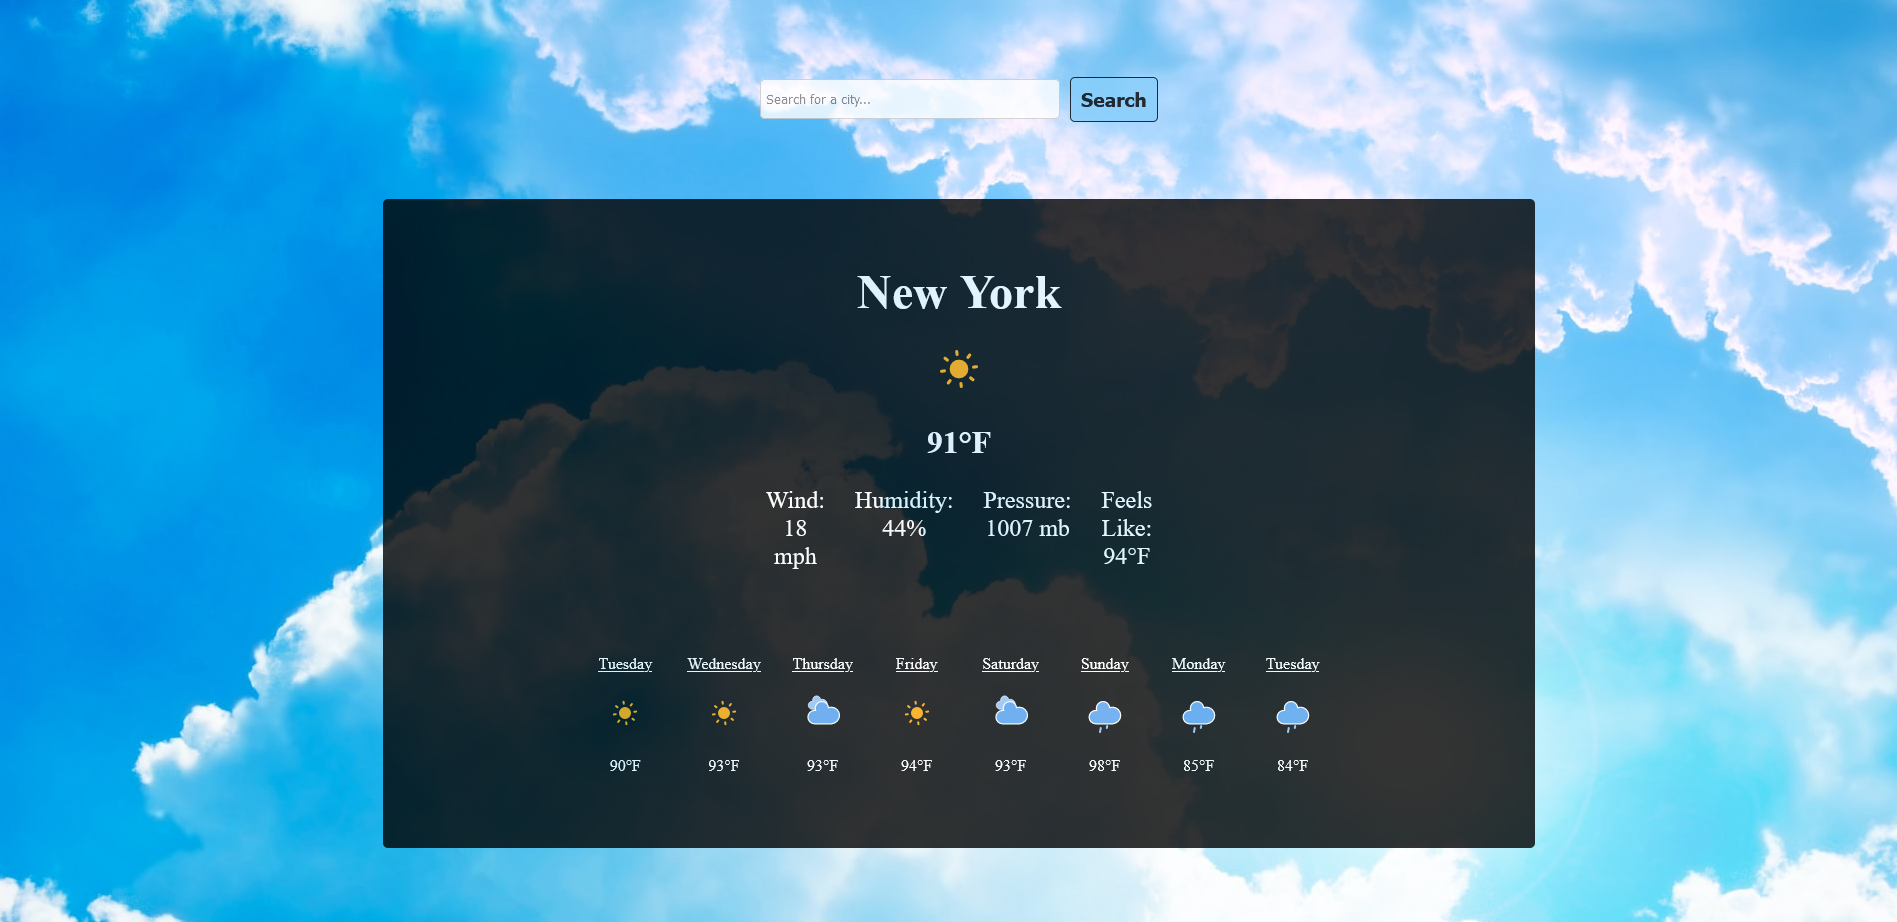 Search for a city...
Search
New York
91°F
Wind: Humidity: Pressure: Feels
18 44% 1007 mb Like:
mph 94°F
Tuesday Wednesday Thursday Friday Saturday Sunday Monday Tuesday
90°F 93°F 93°F 94°F 93°F 98°F 85°F 84°F